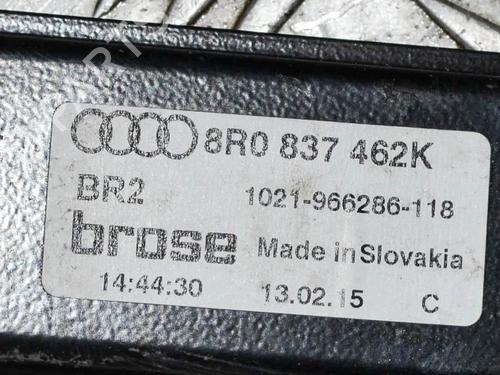 8R0 837 462K
BR2 1021-966286-118
brose Made in Slovakia
14:44:30 13.02.15 C